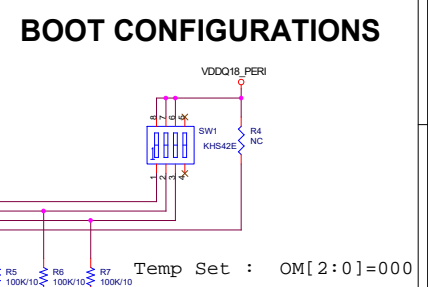 BOOT CONFIGURATIONS
VDDQ18_PERI
8 7 6 5
SW1
KHS42E
R4
NC
1
1 2 3 4
R5
100K/10
R6
100K/10
R7
100K/10
Temp Set : OM[2:0]=000